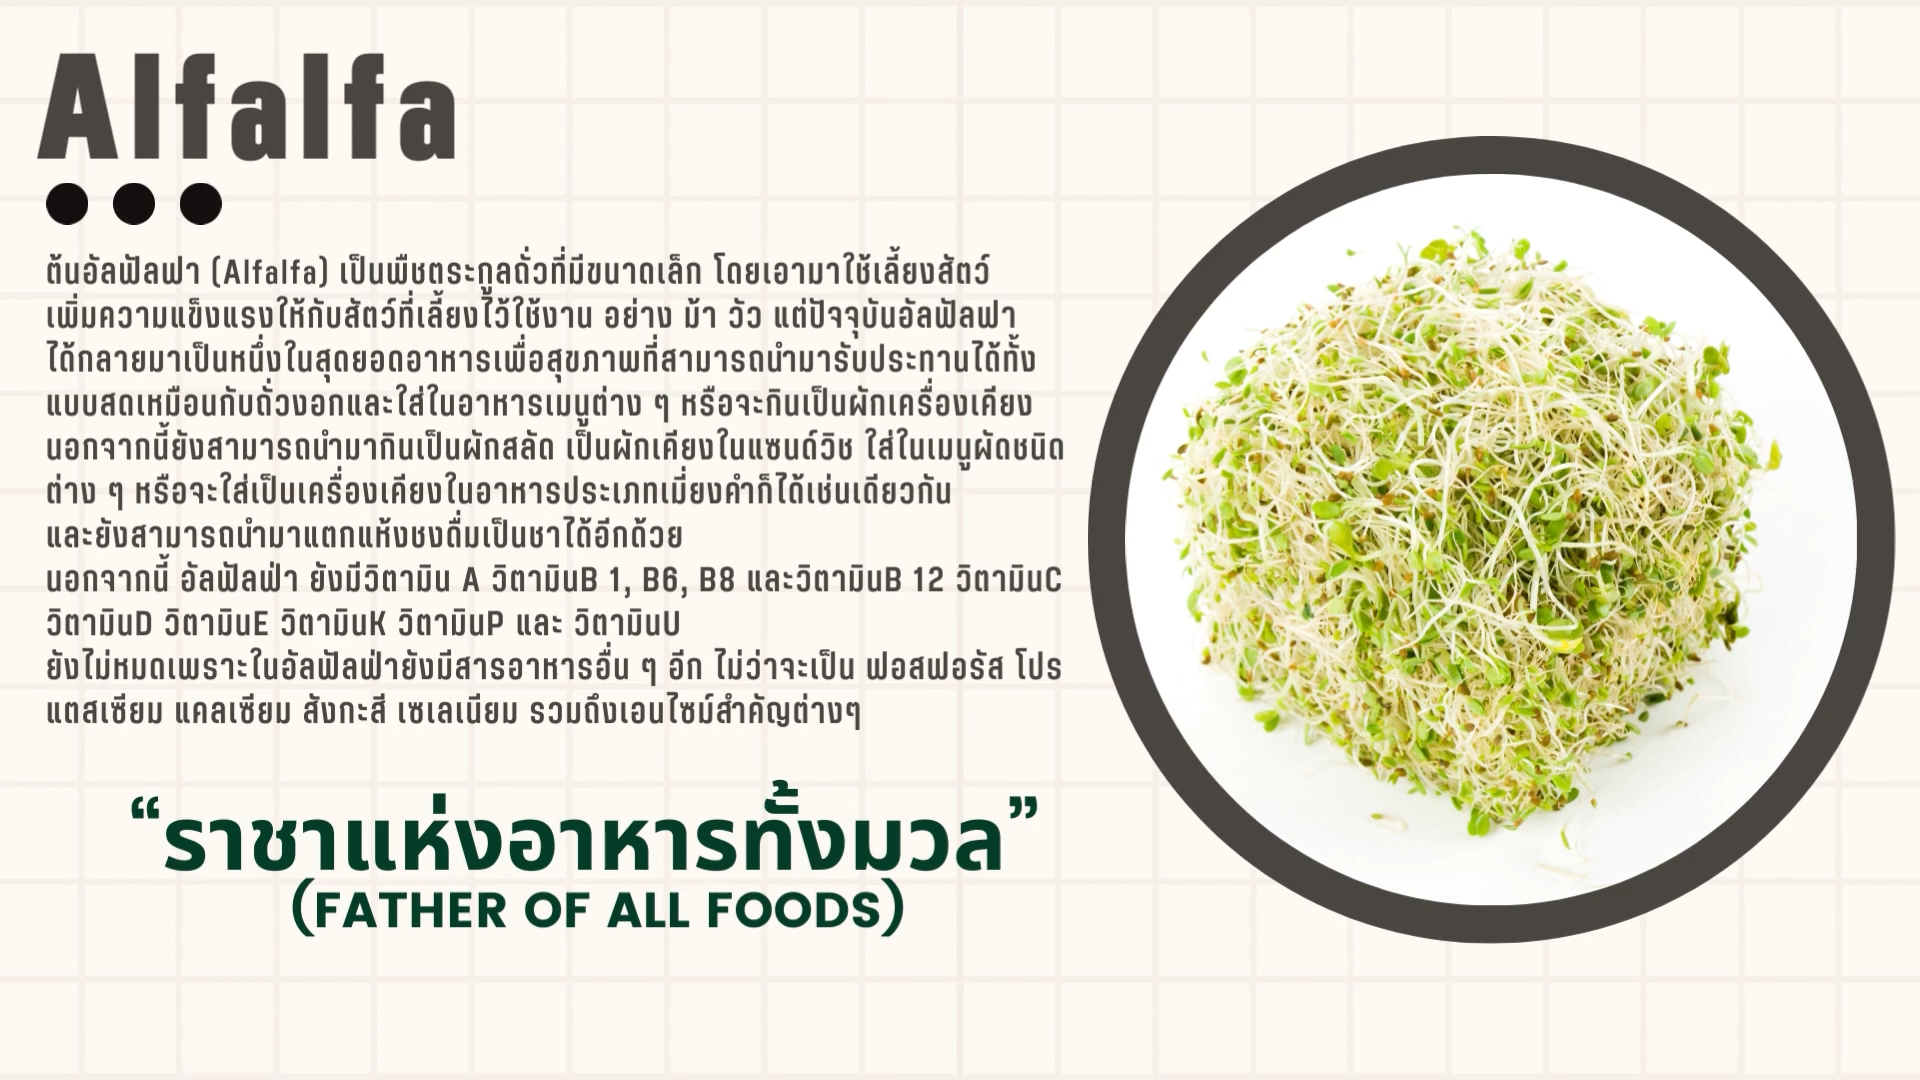 Alfalfa
ต้นอัลฟัลฟา (Alfalfa) เป็นพืชตระกูลถั่วที่มีขนาดเล็ก โดยเอามาใช้เลี้ยงสัตว์
เพิ่มความแข็งแรงให้กับสัตว์ที่เลี้ยงไว้ใช้งาน อย่าง ม้า วัว แต่ปัจจุบันอัลฟัลฟา
ได้กลายมาเป็นหนึ่งในสุดยอดอาหารเพื่อสุขภาพที่สามารถนำมารับประทานได้ทั้ง
แบบสดเหมือนกับถั่วงอกและใส่ในอาหารเมนูต่าง ๆ หรือจะกินเป็นผักเครื่องเคียง
นอกจากนี้ยังสามารถนำมากินเป็นผักสลัด เป็นผักเคียงในแซนด์วิช ใส่ในเมนูผัดชนิด
ต่าง ๆ หรือจะใส่เป็นเครื่องเคียงในอาหารประเภทเมี่ยงคำก็ได้เช่นเดียวกัน
และยังสามารถนำมาแตกแห้งชงดื่มเป็นชาได้อีกด้วย
นอกจากนี้ อัลฟัลฟ่า ยังมีวิตามิน A วิตามินB 1, B6, B8 และวิตามินB 12 วิตามินC
วิตามินD วิตามินE วิตามินK วิตามินP และ วิตามินU
ยังไม่หมดเพราะในอัลฟัลฟ่ายังมีสารอาหารอื่น ๆ อีก ไม่ว่าจะเป็น ฟอสฟอรัส โปร
แตสเซียม แคลเซียม สังกะสี เซเลเนียม รวมถึงเอนไซม์สำคัญต่างๆ
“ราชาแห่งอาหารทั้งมวล”
(FATHER OF ALL FOODS)